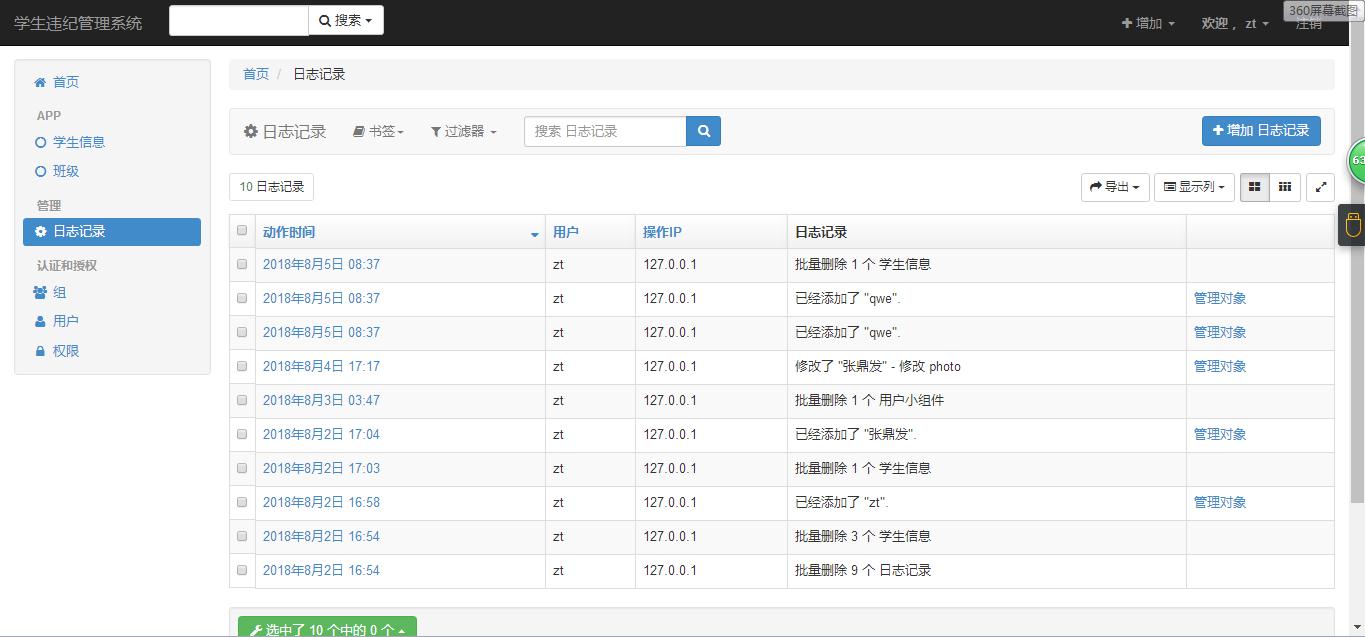 学生违纪管理系统 搜索 增加 欢迎， zt 注销
360屏幕截图
首页
APP
学生信息
班级
管理
日志记录
认证和授权
组
用户
权限
首页 / 日志记录
日志记录 书签 过滤器 搜索 日志记录 增加 日志记录
10 日志记录 导出 显示列
动作时间 用户 操作IP 日志记录
2018年8月5日 08:37 zt 127.0.0.1 批量删除 1 个 学生信息
2018年8月5日 08:37 zt 127.0.0.1 已经添加了 "qwe". 管理对象
2018年8月5日 08:37 zt 127.0.0.1 已经添加了 "qwe". 管理对象
2018年8月4日 17:17 zt 127.0.0.1 修改了 "张鼎发" - 修改 photo 管理对象
2018年8月3日 03:47 zt 127.0.0.1 批量删除 1 个 用户小组件
2018年8月2日 17:04 zt 127.0.0.1 已经添加了 "张鼎发". 管理对象
2018年8月2日 17:03 zt 127.0.0.1 批量删除 1 个 学生信息
2018年8月2日 16:58 zt 127.0.0.1 已经添加了 "zt". 管理对象
2018年8月2日 16:54 zt 127.0.0.1 批量删除 3 个 学生信息
2018年8月2日 16:54 zt 127.0.0.1 批量删除 9 个 日志记录
选中了 10 个中的 0 个
63